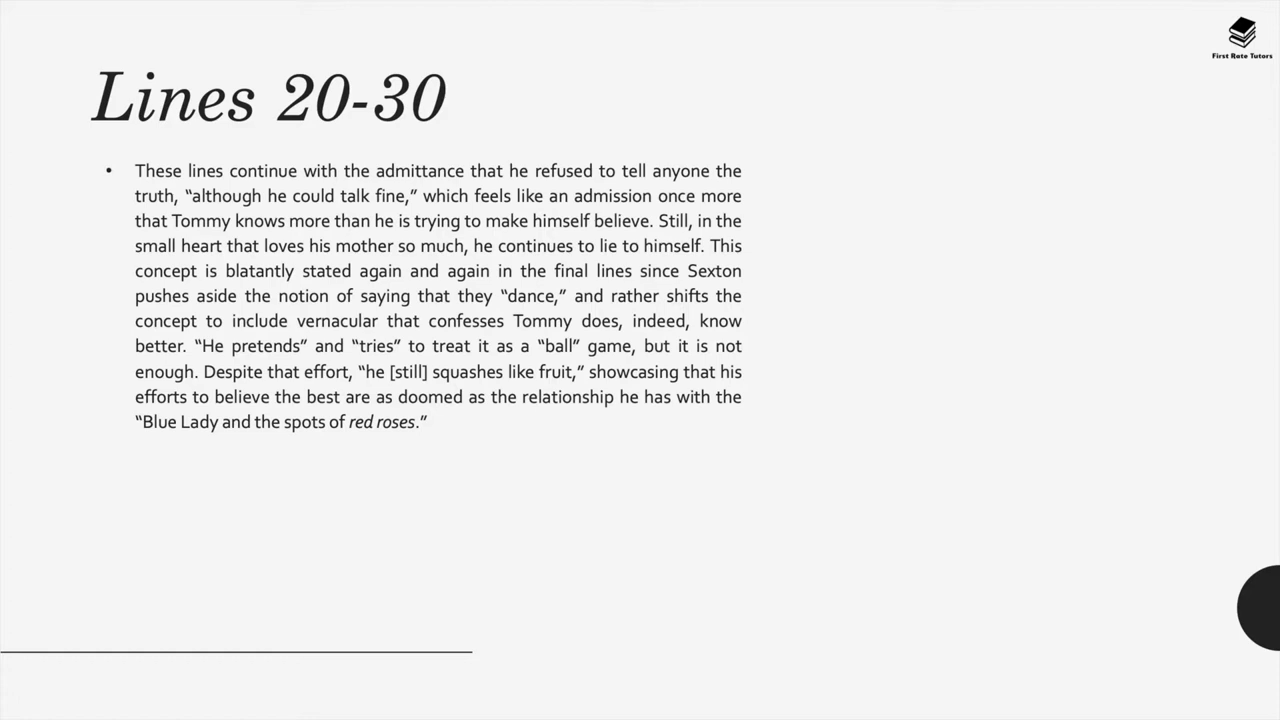 First Rate Tutors
Lines 20-30
• These lines continue with the admittance that he refused to tell anyone the
truth, “although he could talk fine,” which feels like an admission once more
that Tommy knows more than he is trying to make himself believe. Still, in the
small heart that loves his mother so much, he continues to lie to himself. This
concept is blatantly stated again and again in the final lines since Sexton
pushes aside the notion of saying that they “dance,” and rather shifts the
concept to include vernacular that confesses Tommy does, indeed, know
better. “He pretends” and “tries” to treat it as a “ball” game, but it is not
enough. Despite that effort, “he [still] squashes like fruit,” showcasing that his
efforts to believe the best are as doomed as the relationship he has with the
“Blue Lady and the spots of red roses.”